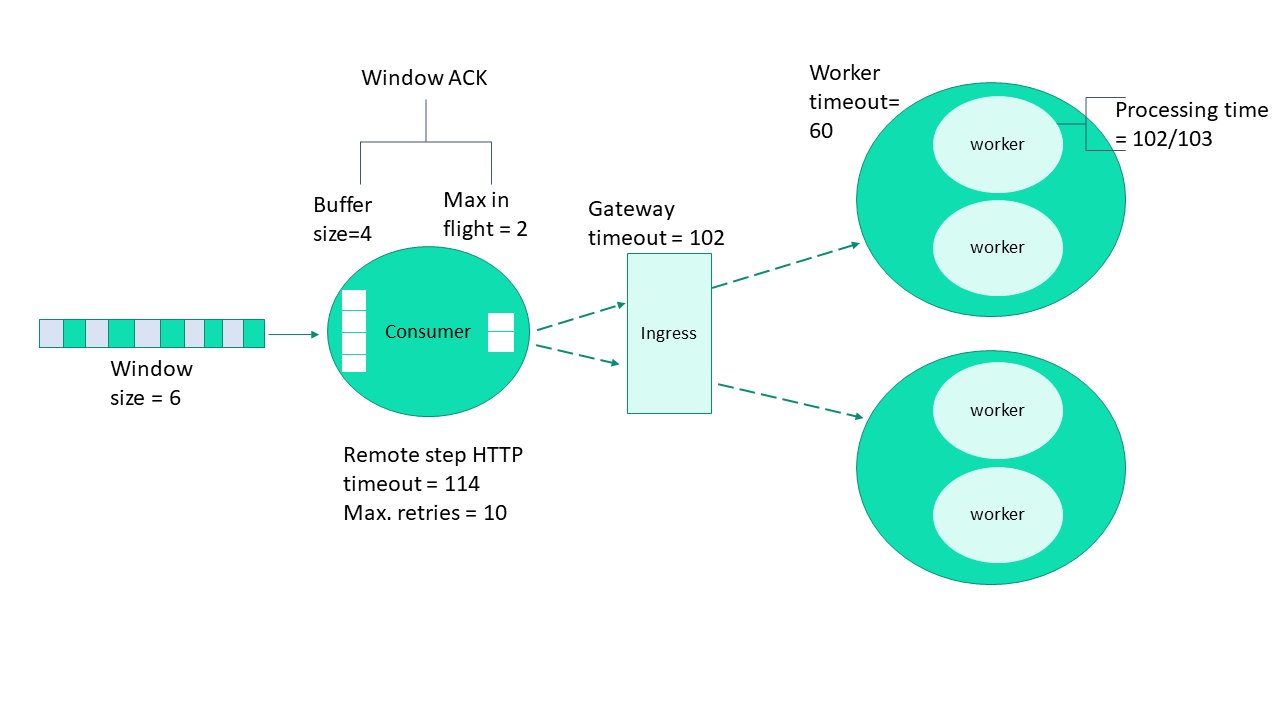 Window ACK
Buffer
size=4
Max in
flight = 2
Gateway
timeout = 102
Worker
timeout=
60
worker
Processing time
= 102/103
worker
Consumer
Ingress
Window
size = 6
Remote step HTTP
timeout = 114
Max. retries = 10
worker
worker